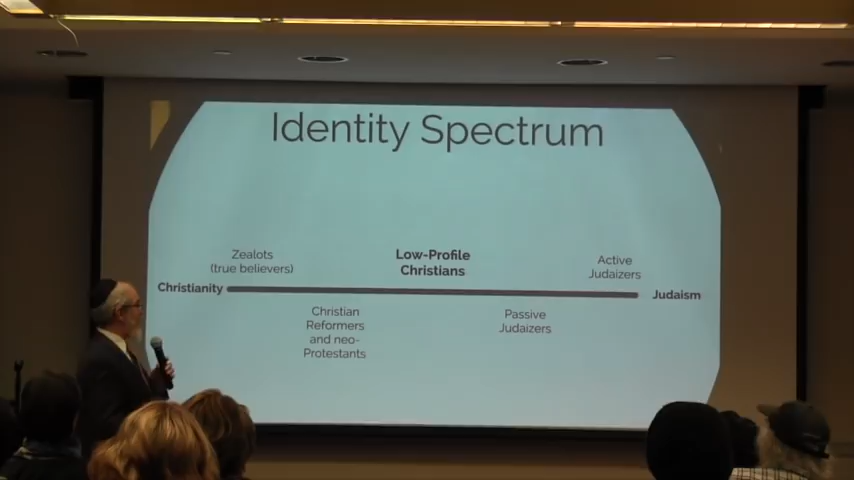 Identity Spectrum
Zealots
(true believers)
Low-Profile
Christians
Active
Judaizers
Christianity
Judaism
Christian
Reformers
and neo-
Protestants
Passive
Judaizers